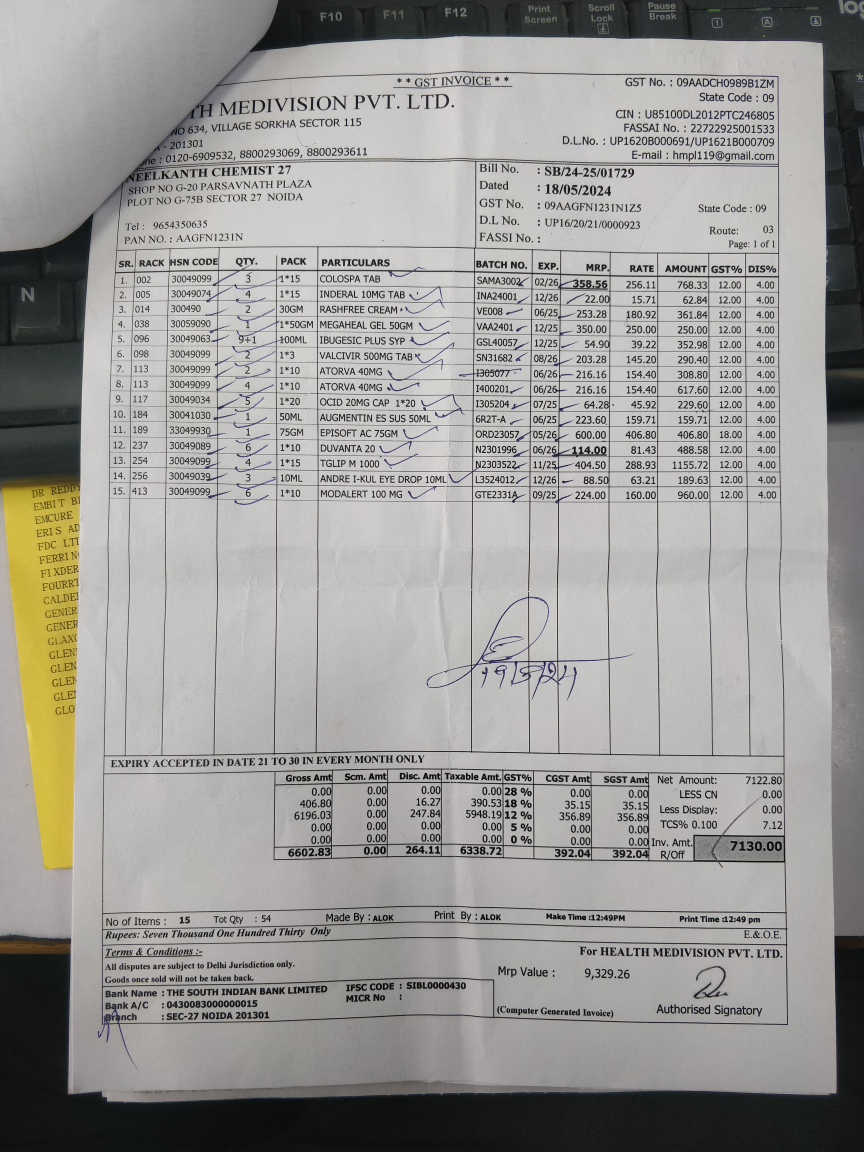 F10 F11 F12 Print Screen Scroll Lock Pause Break
1 A
log
N
* * GST INVOICE * *
GST No. : 09AADCH0989B1ZM
State Code : 09
TH MEDIVISION PVT. LTD.
CIN : U85100DL2012PTC246805
NO 634, VILLAGE SORKHA SECTOR 115
FASSAI No. : 22722925001533
- 201301
D.L.No. : UP1620B000691/UP1621B000709
: 0120-6909532, 8800293069, 8800293611
E-mail : hmpl119@gmail.com
NEELKANTH CHEMIST 27
SHOP NO G-20 PARSAVNATH PLAZA
PLOT NO G-75B SECTOR 27 NOIDA
Tel : 9654350635
PAN NO. : AAGFN1231N
Bill No. : SB/24-25/01729
Dated : 18/05/2024
GST No. : 09AAGFN1231N1Z5 State Code : 09
D.L No. : UP16/20/21/0000923
FASSI No. : Route: 03
Page: 1 of 1
SR. RACK HSN CODE QTY. PACK PARTICULARS BATCH NO. EXP. MRP. RATE AMOUNT GST% DIS%
1. 002 30049099 3 1*15 COLOSPA TAB SAMA3002 02/26 358.56 256.11 768.33 12.00 4.00
2. 005 30049074 4 1*15 INDERAL 10MG TAB INA24001 12/26 22.00 15.71 62.84 12.00 4.00
3. 014 300490 2 30GM RASHFREE CREAM VE008 06/25 253.28 180.92 361.84 12.00 4.00
4. 038 30059090 1 1*50GM MEGAHEAL GEL 50GM VAA2401 12/25 350.00 250.00 250.00 12.00 4.00
5. 096 30049063 9+1 100ML IBUGESIC PLUS SYP GSL40057 12/25 54.90 39.22 352.98 12.00 4.00
6. 098 30049099 2 1*3 VALCIVIR 500MG TAB SN31682 08/26 203.28 145.20 290.40 12.00 4.00
7. 113 30049099 2 1*10 ATORVA 40MG I305077 06/26 216.16 154.40 308.80 12.00 4.00
8. 113 30049099 4 1*10 ATORVA 40MG I400201 06/26 216.16 154.40 617.60 12.00 4.00
9. 117 30049034 5 1*20 OCID 20MG CAP 1*20 I305204 07/25 64.28 45.92 229.60 12.00 4.00
10. 184 30041030 1 50ML AUGMENTIN ES SUS 50ML 6R2T-A 06/25 223.60 159.71 159.71 12.00 4.00
11. 189 33049930 1 75GM EPISOFT AC 75GM ORD23057 05/26 600.00 406.80 406.80 18.00 4.00
12. 237 30049089 6 1*10 DUVANTA 20 N2301996 06/26 114.00 81.43 488.58 12.00 4.00
13. 254 30049099 4 1*15 TGLIP M 1000 N2303522 11/25 404.50 288.93 1155.72 12.00 4.00
14. 256 30049039 3 10ML ANDRE I-KUL EYE DROP 10ML L3524012 12/26 88.50 63.21 189.63 12.00 4.00
15. 413 30049099 6 1*10 MODALERT 100 MG GTE2331A 09/25 224.00 160.00 960.00 12.00 4.00
DR REDDY
EMBIT B
EMCURE
ERIS AD
FDC LT
FERRIN
FIXDER
FOURRT
CALDE
GENER
GENER
GLAX
GLEN
GLEN
GLEN
GLE
GLO
19/5/24
EXPIRY ACCEPTED IN DATE 21 TO 30 IN EVERY MONTH ONLY
Gross Amt Scm. Amt Disc. Amt Taxable Amt. GST% CGST Amt SGST Amt
0.00 0.00 0.00 0.00 28 % 0.00 0.00
406.80 0.00 16.27 390.53 18 % 35.15 35.15
6196.03 0.00 247.84 5948.19 12 % 356.89 356.89
0.00 0.00 0.00 0.00 5 % 0.00 0.00
0.00 0.00 0.00 0.00 0 % 0.00 0.00
6602.83 0.00 264.11 6338.72 392.04 392.04
Net Amount: 7122.80
LESS CN 0.00
Less Display: 0.00
TCS% 0.100 7.12
Inv. Amt. 7130.00
R/Off
No of Items : 15 Tot Qty : 54 Made By : ALOK Print By : ALOK Make Time :12:49PM Print Time :12:49 pm
Rupees: Seven Thousand One Hundred Thirty Only E.&O.E.
Terms & Conditions :-
All disputes are subject to Delhi Jurisdiction only.
Goods once sold will not be taken back.
Bank Name : THE SOUTH INDIAN BANK LIMITED IFSC CODE : SIBL0000430
Bank A/C : 0430083000000015 MICR No :
Branch : SEC-27 NOIDA 201301
For HEALTH MEDIVISION PVT. LTD.
Mrp Value : 9,329.26
(Computer Generated Invoice) Authorised Signatory